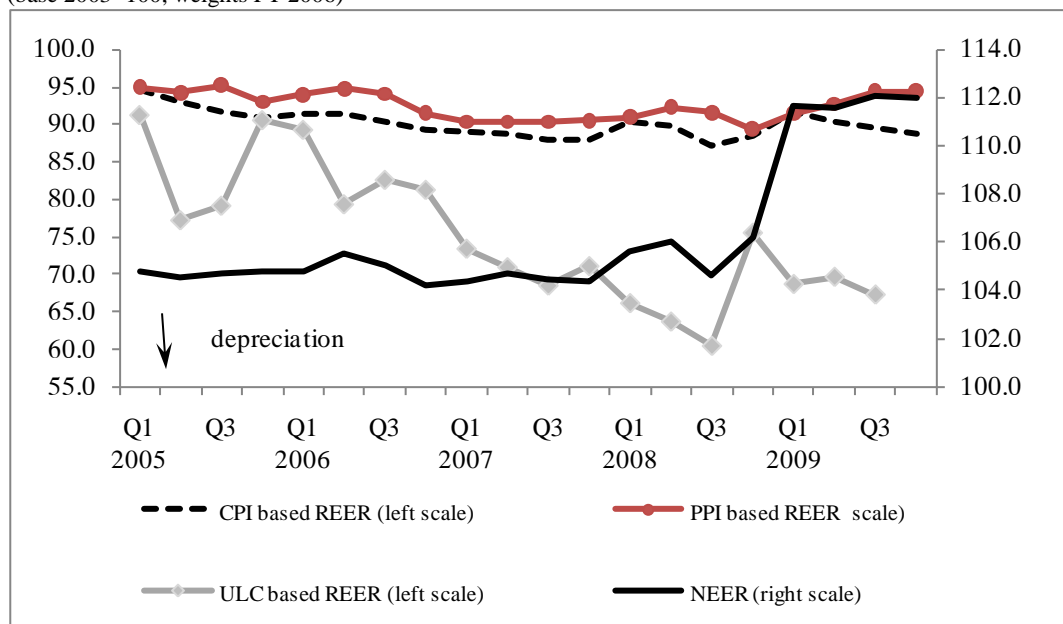 (base weights
100.0 114.0
95.0 112.0
90.0 110.0
85.0
80.0 108.0
75.0 106.0
70.0 104.0
65.0
60.0 102.0
55.0 100.0
depreciation
Q1 Q3 Q1 Q3 Q1 Q3 Q1 Q3 Q1 Q3
2005 2006 2007 2008 2009
CPI based REER (left scale)
PPI based REER scale)
ULC based REER (left scale)
NEER (right scale)